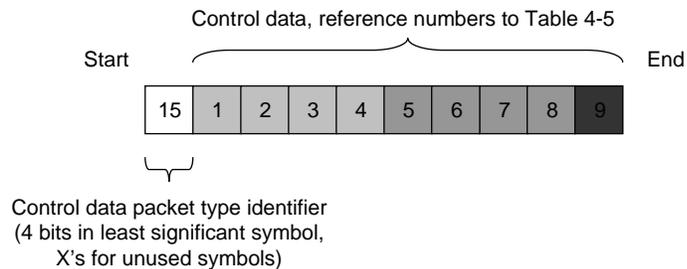 Control data, reference numbers to Table 4-5
Start End
15 1 2 3 4 5 6 7 8 9
Control data packet type identifier
(4 bits in least significant symbol,
X's for unused symbols)